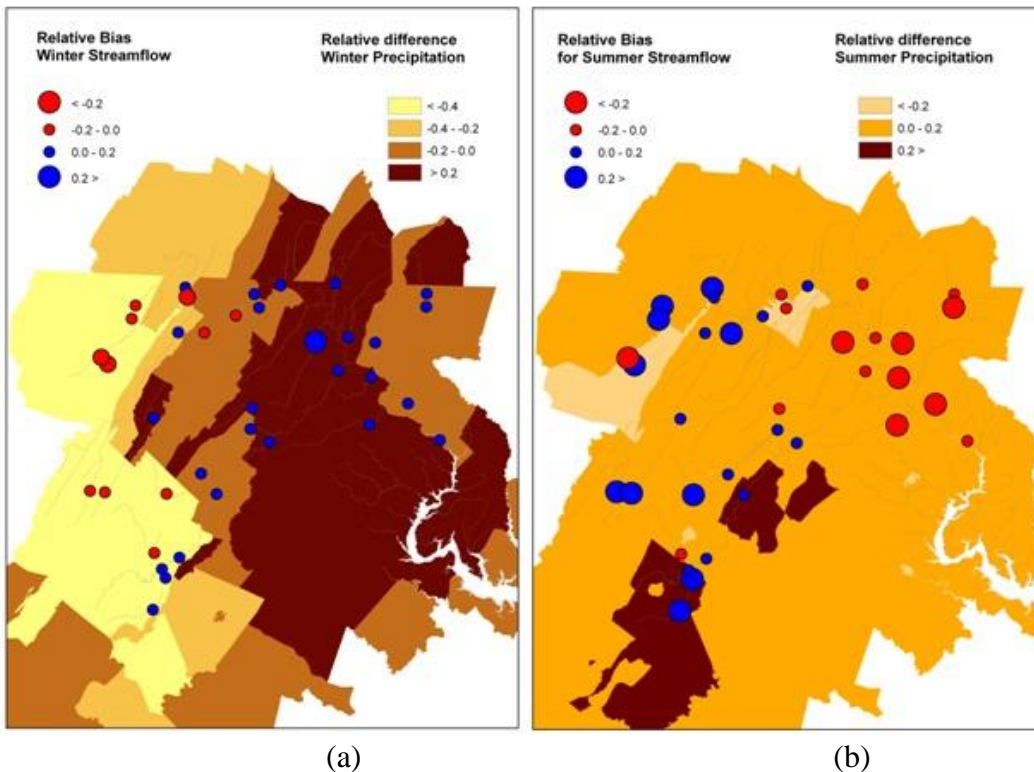 Relative Bias
Winter Streamflow
< -0.2
-0.2 - 0.0
0.0 - 0.2
0.2 >
Relative difference
Winter Precipitation
< -0.4
-0.4 - -0.2
-0.2 - 0.0
> 0.2
(a)
Relative Bias
for Summer Streamflow
< -0.2
-0.2 - 0.0
0.0 - 0.2
0.2 >
Relative difference
Summer Precipitation
< -0.2
0.0 - 0.2
0.2 >
(b)